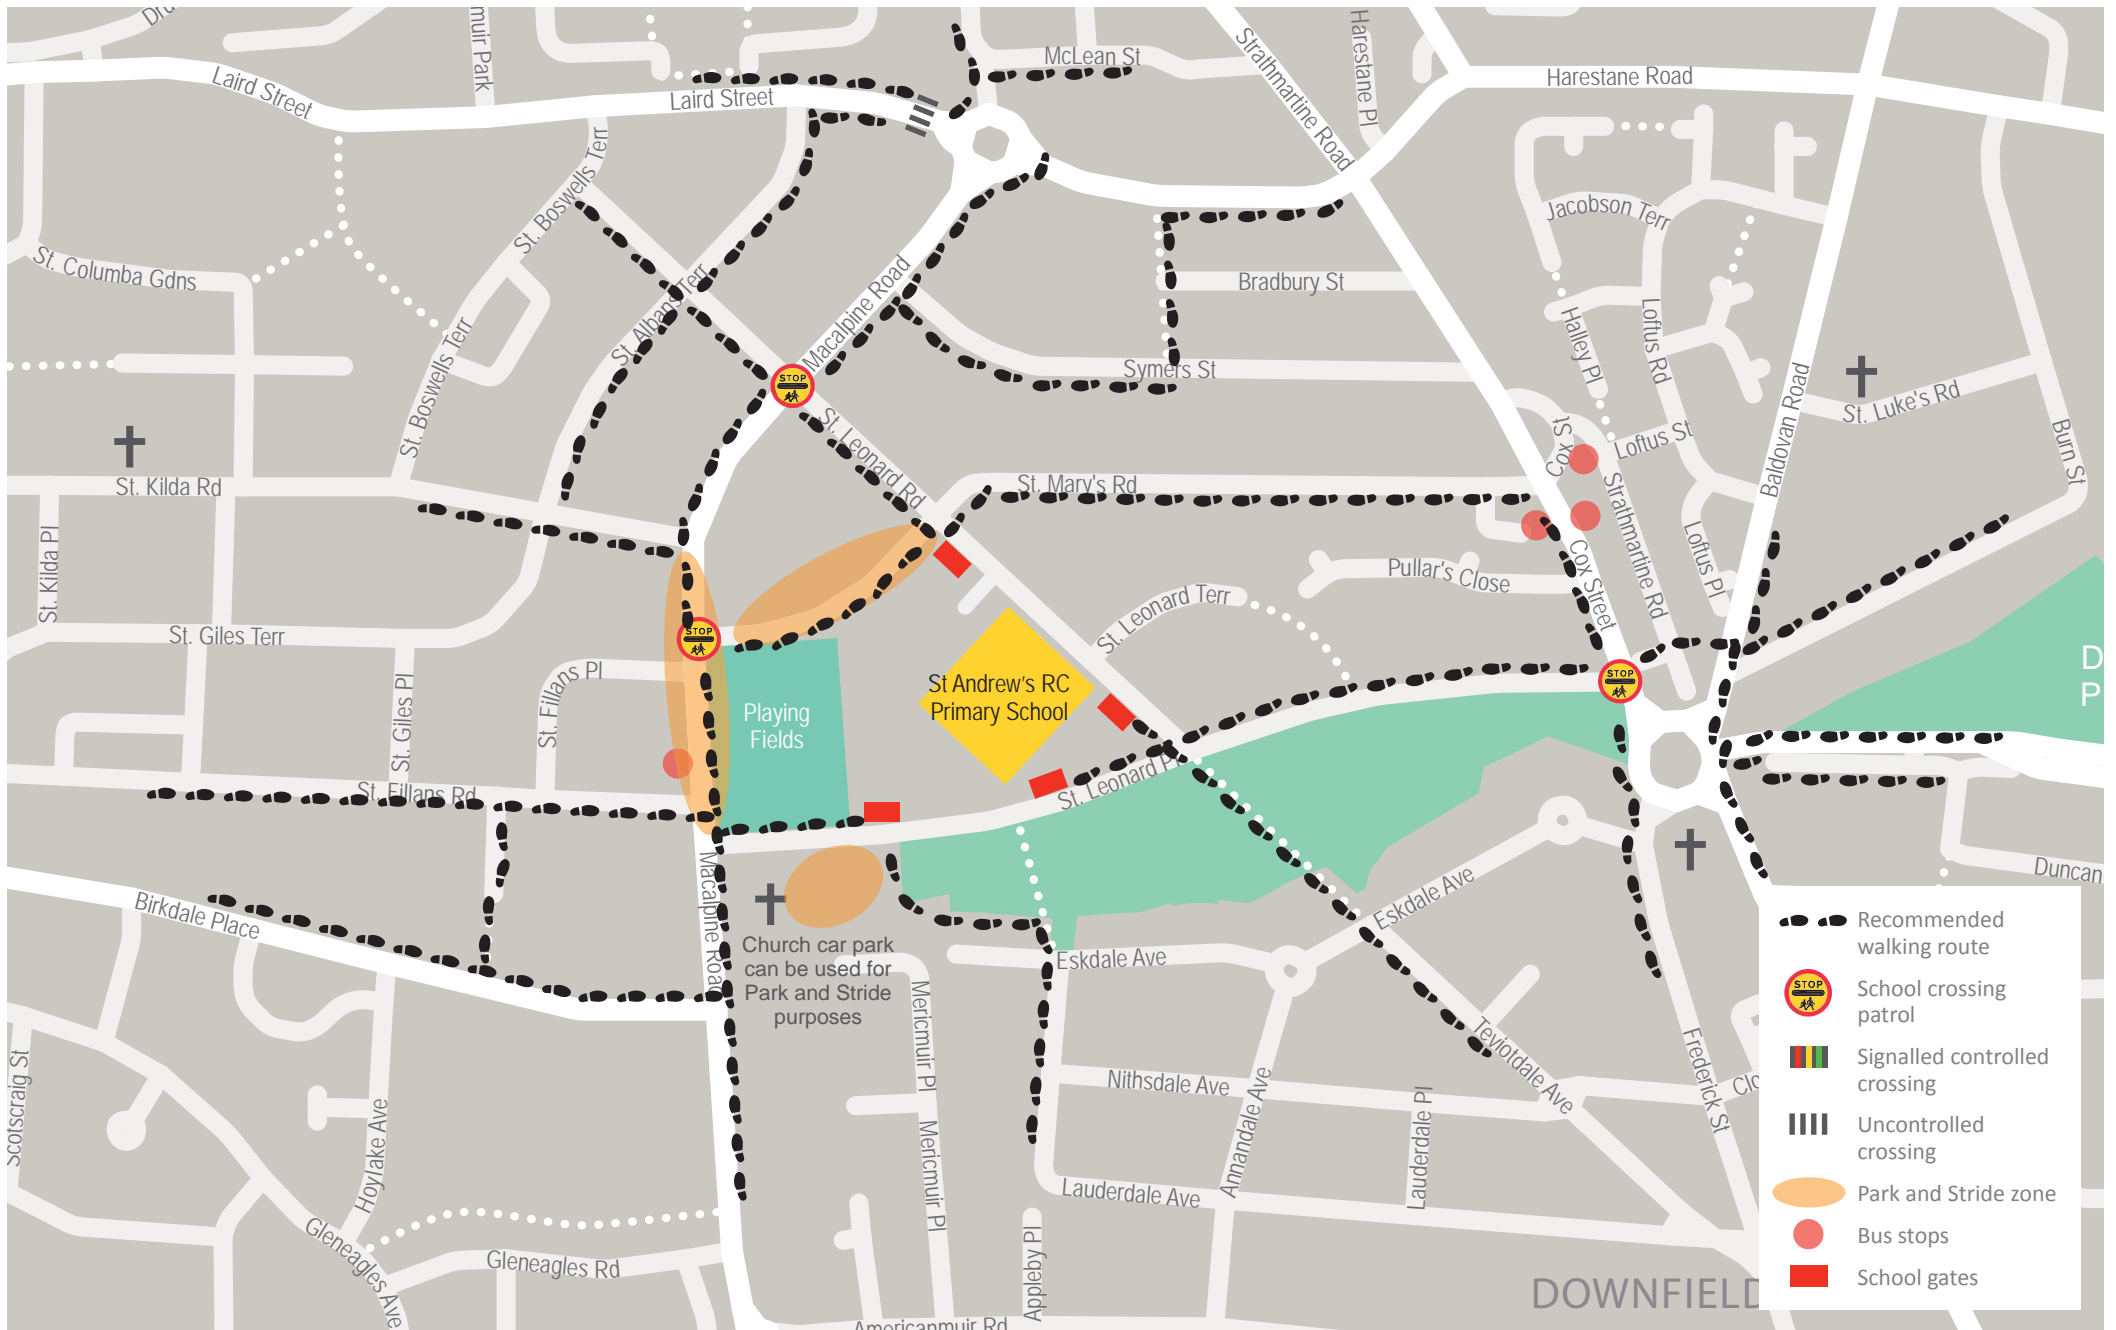 muir Park
McLean St
Strathmartine Road
Harestane Pl
Harestane Road
Laird Street
Laird Street
St. Boswells Terr
Jacobson Terr
St. Columba Gdns
St. Albans Terr
Macalpine Road
Bradbury St
Halley Pl
Loftus Rd
St. Boswells Terr
STOP
Symers St
Baldovan Road
St. Luke's Rd
St. Leonard Rd
Cox St
Loftus St
Burn St
St. Kilda Rd
St. Mary's Rd
Strathmartine Rd
St. Kilda Pl
Pullar's Close
Cox Street
Loftus Pl
St. Giles Terr
STOP
St. Leonard Terr
D
P
St. Fillans Pl
St. Giles Pl
Playing
Fields
St Andrew's RC
Primary School
STOP
St. Fillans Rd
St. Leonard Pl
Duncan
Birkdale Place
Macalpine Road
Church car park
can be used for
Park and Stride
purposes
Eskdale Ave
Eskdale Ave
Mericmuir Pl
Teviotdale Ave
Frederick St
Clo
Scotscraig St
Hoylake Ave
Nithsdale Ave
Annandale Ave
Lauderdale Pl
Mericmuir Pl
Lauderdale Ave
Gleneagles Ave
Gleneagles Rd
Appleby Pl
Americanmuir Rd
DOWNFIELD
Recommended
walking route
STOP
School crossing
patrol
Signalled controlled
crossing
Uncontrolled
crossing
Park and Stride zone
Bus stops
School gates